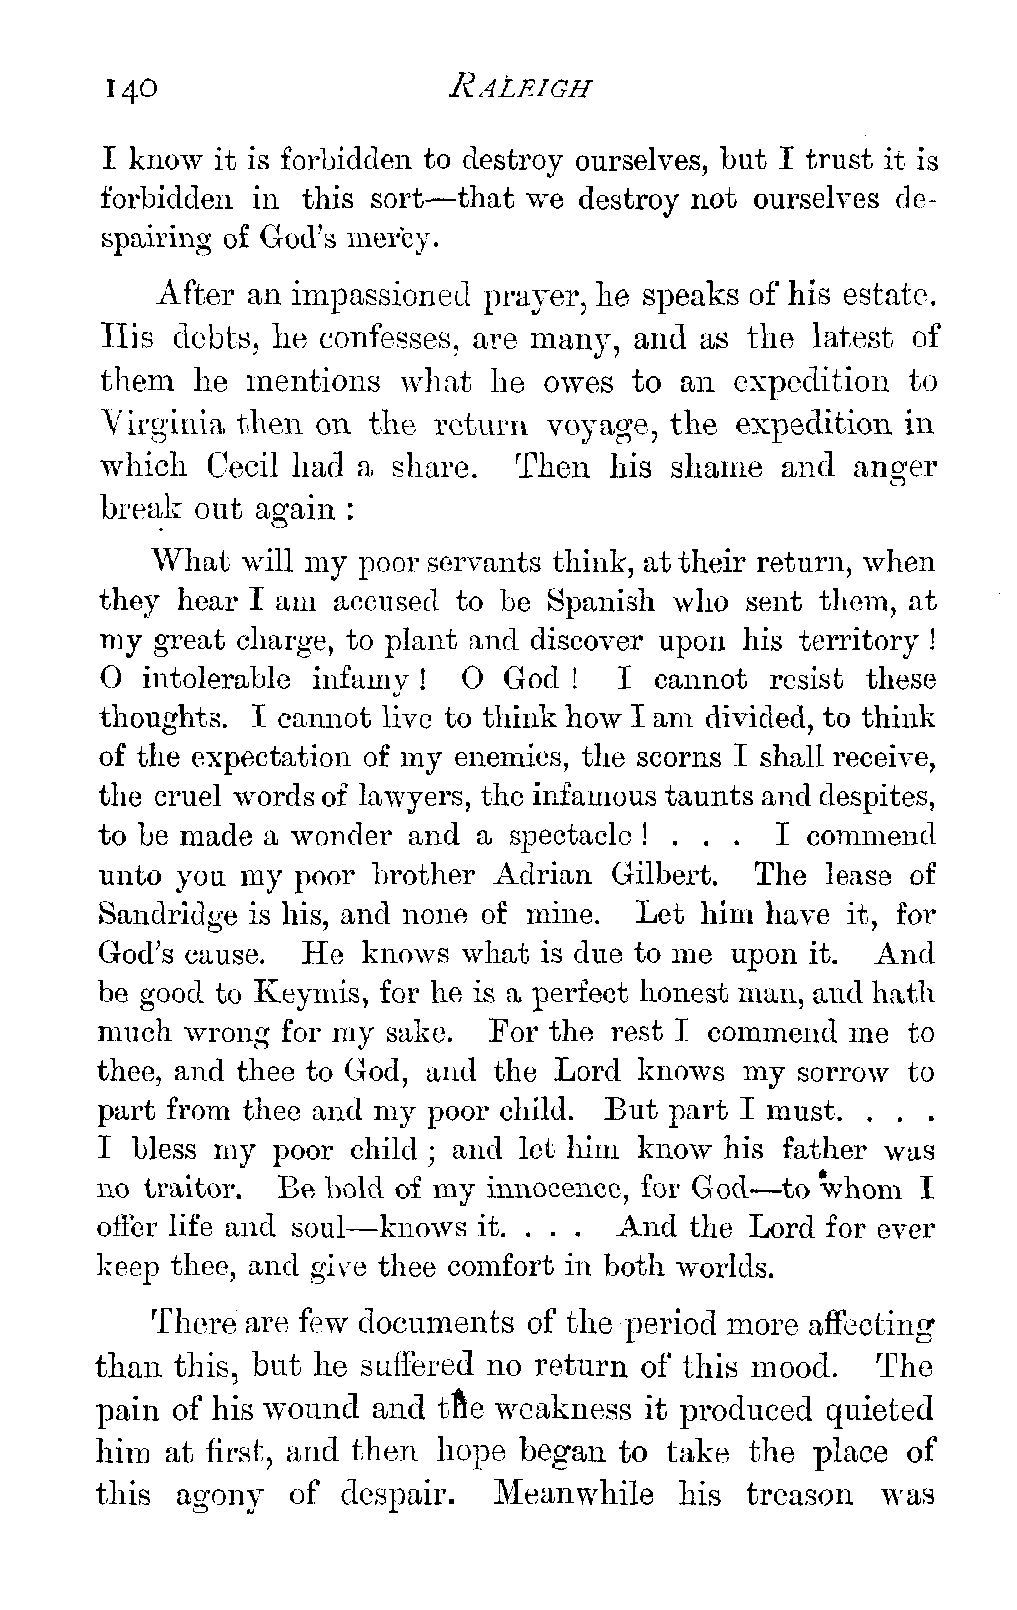 140 RALEIGH
I know it is forbidden to destroy ourselves, but I trust it is
forbidden in this sort—that we destroy not ourselves de-
spairing of God's mercy.
After an impassioned prayer, he speaks of his estate.
His debts, he confesses, are many, and as the latest of
them he mentions what he owes to an expedition to
Virginia then on the return voyage, the expedition in
which Cecil had a share. Then his shame and anger
break out again :
What will my poor servants think, at their return, when
they hear I am accused to be Spanish who sent them, at
my great charge, to plant and discover upon his territory !
O intolerable infamy ! O God ! I cannot resist these
thoughts. I cannot live to think how I am divided, to think
of the expectation of my enemies, the scorns I shall receive,
the cruel words of lawyers, the infamous taunts and despites,
to be made a wonder and a spectacle ! . . . I commend
unto you my poor brother Adrian Gilbert. The lease of
Sandridge is his, and none of mine. Let him have it, for
God's cause. He knows what is due to me upon it. And
be good to Keymis, for he is a perfect honest man, and hath
much wrong for my sake. For the rest I commend me to
thee, and thee to God, and the Lord knows my sorrow to
part from thee and my poor child. But part I must. . . .
I bless my poor child ; and let him know his father was
no traitor. Be bold of my innocence, for God—to whom I
offer life and soul—knows it. . . . And the Lord for ever
keep thee, and give thee comfort in both worlds.
There are few documents of the period more affecting
than this, but he suffered no return of this mood. The
pain of his wound and the weakness it produced quieted
him at first, and then hope began to take the place of
this agony of despair. Meanwhile his treason was